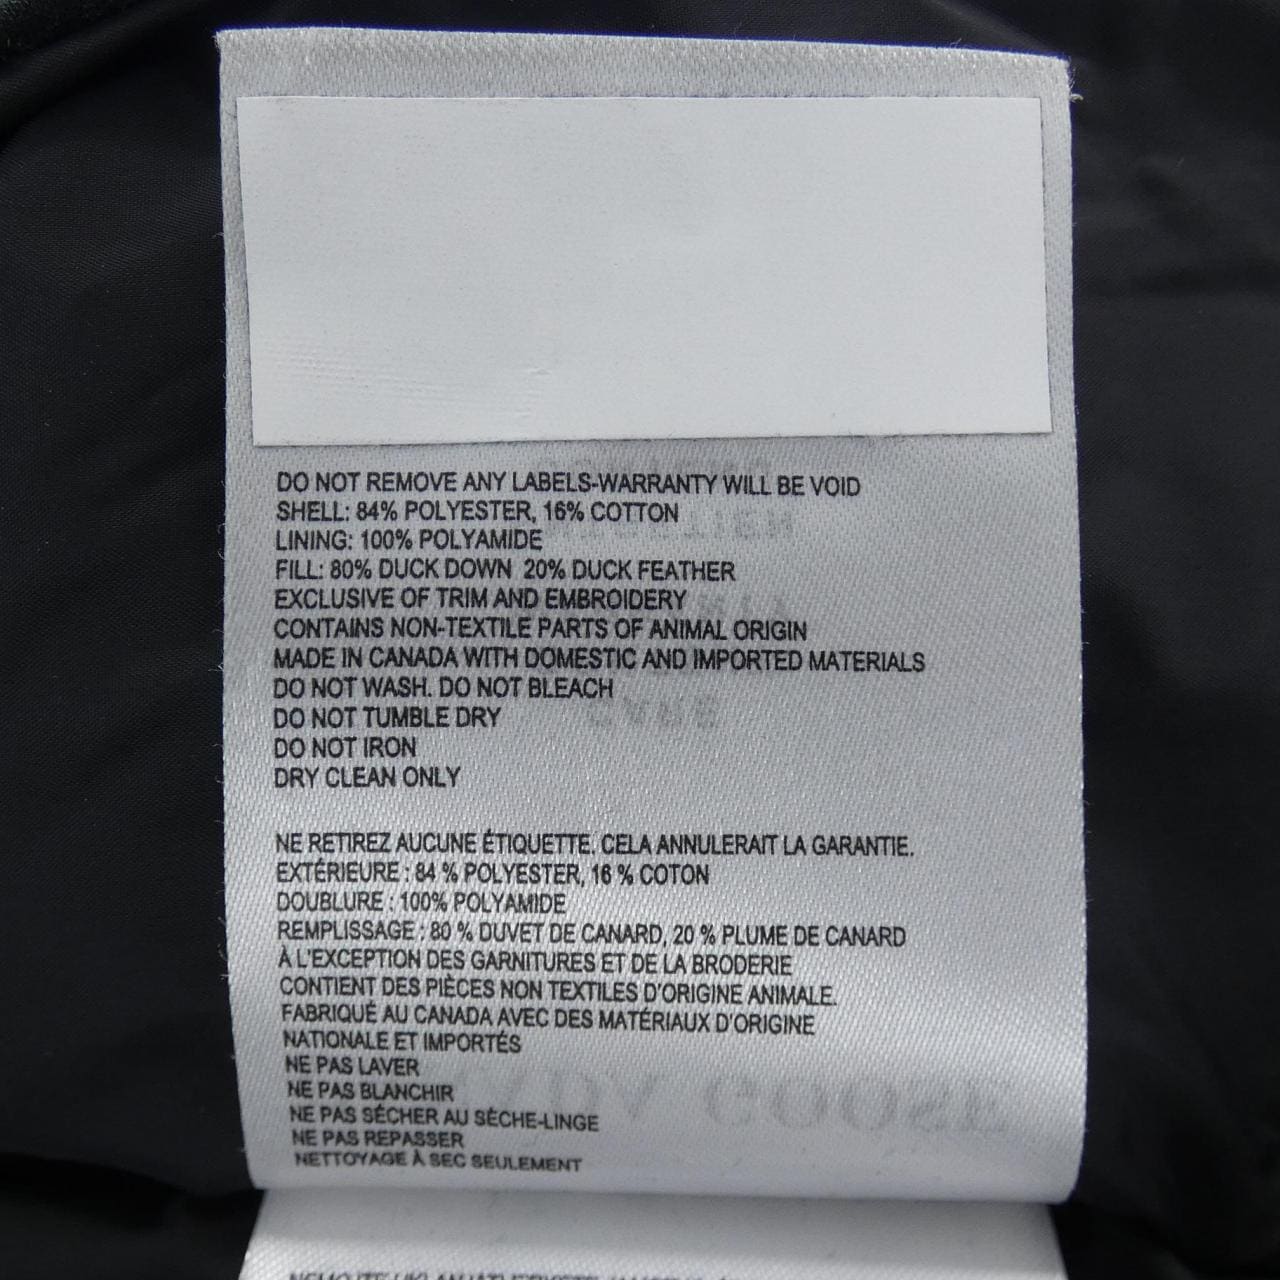 DO NOT REMOVE ANY LABELS-WARRANTY WILL BE VOID
SHELL: 84% POLYESTER, 16% COTTON
LINING: 100% POLYAMIDE
FILL: 80% DUCK DOWN  20% DUCK FEATHER
EXCLUSIVE OF TRIM AND EMBROIDERY
CONTAINS NON-TEXTILE PARTS OF ANIMAL ORIGIN
MADE IN CANADA WITH DOMESTIC AND IMPORTED MATERIALS
DO NOT WASH. DO NOT BLEACH
DO NOT TUMBLE DRY
DO NOT IRON
DRY CLEAN ONLY
NE RETIREZ AUCUNE ÉTIQUETTE. CELA ANNULERAIT LA GARANTIE.
EXTÉRIEURE : 84 % POLYESTER, 16 % COTON
DOUBLURE : 100% POLYAMIDE
REMPLISSAGE : 80 % DUVET DE CANARD, 20 % PLUME DE CANARD
À L'EXCEPTION DES GARNITURES ET DE LA BRODERIE
CONTIENT DES PIÈCES NON TEXTILES D'ORIGINE ANIMALE.
FABRIQUÉ AU CANADA AVEC DES MATÉRIAUX D'ORIGINE
NATIONALE ET IMPORTÉS
NE PAS LAVER
NE PAS BLANCHIR
NE PAS SÉCHER AU SÈCHE-LINGE
NE PAS REPASSER
NETTOYAGE À SEC SEULEMENT